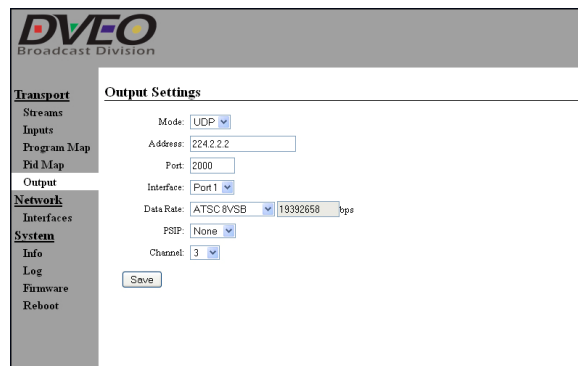 DVEO
Broadcast Division
Transport
Streams
Inputs
Program Map
Pid Map
Output
Network
Interfaces
System
Info
Log
Firmware
Reboot
Output Settings
Mode: UDP
Address: 224.2.2.2
Port: 2000
Interface: Port 1
Data Rate: ATSC 8VSB 19392658 bps
PSIP: None
Channel: 3
Save